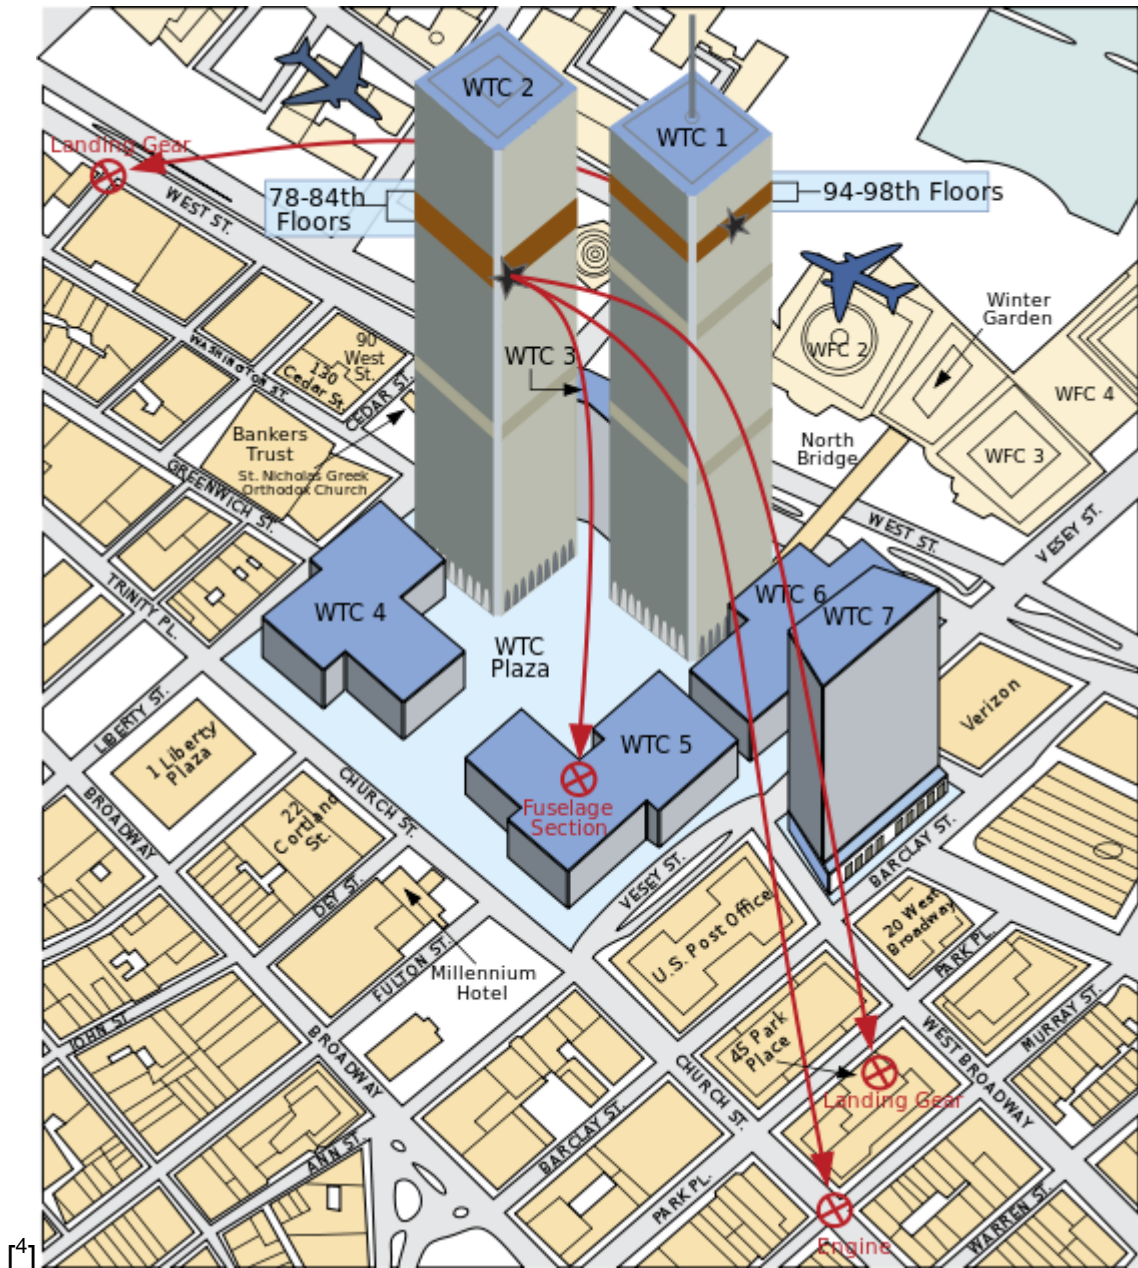 WTC 2
WTC 1
Landing Gear
78-84th
Floors
94-98th Floors
WEST ST.
Winter
Garden
WFC 2
WTC 3
90
West
St.
130
Cedar St.
WASHINGTON ST.
CEDAR ST.
WFC 4
Bankers
Trust
St. Nicholas Greek
Orthodox Church
North
Bridge
WFC 3
GREENWICH ST.
WEST ST.
VESEY ST.
TRINITY PL.
WTC 4
WTC 6
WTC 7
WTC
Plaza
LIBERTY ST.
Verizon
1 Liberty
Plaza
WTC 5
BROADWAY
CHURCH ST.
22
Cortland
St.
Fuselage
Section
BARCLAY ST.
VESEY ST.
DEY ST.
U.S. Post Office
20 West
Broadway
PARK PL.
FULTON ST.
Millennium
Hotel
JOHN ST.
BROADWAY
45 Park
Place
MURRAY ST.
WEST BROADWAY
CHURCH ST.
Landing Gear
BARCLAY ST.
ANN ST.
PARK PL.
WARREN ST.
Engine
[4]